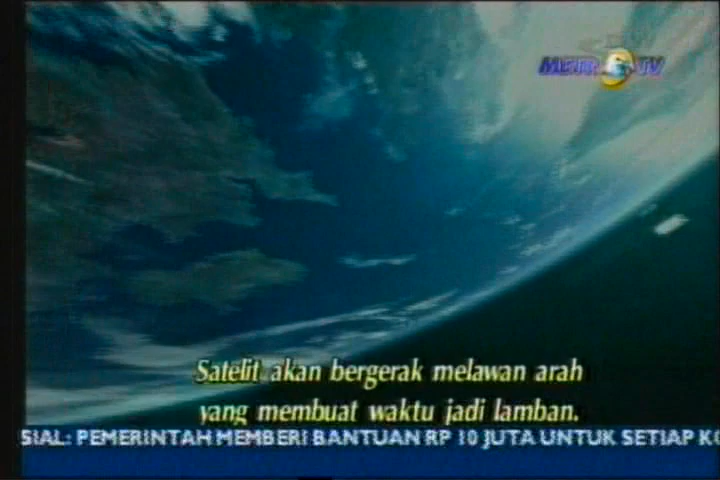 METR TV
Satelit akan bergerak melawan arah
yang membuat waktu jadi lamban.
SIAL: PEMERINTAH MEMBERI BANTUAN RP 10 JUTA UNTUK SETIAP